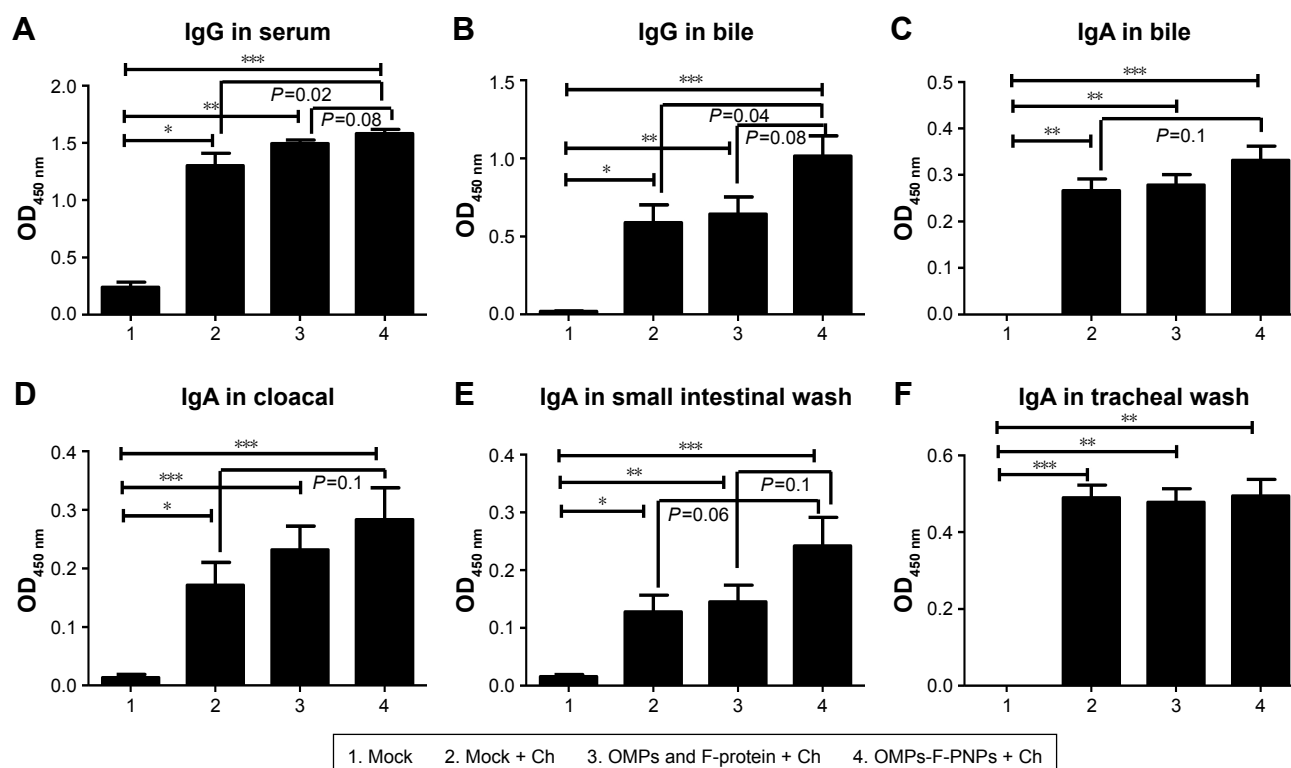 A IgG in serum
***
P=0.02
**
P=0.08
*
OD450 nm
2.0
1.5
1.0
0.5
0.0
1 2 3 4
B IgG in bile
***
P=0.04
**
P=0.08
*
OD450 nm
1.5
1.0
0.5
0.0
1 2 3 4
C IgA in bile
***
**
** P=0.1
OD450 nm
0.5
0.4
0.3
0.2
0.1
0.0
1 2 3 4
D IgA in cloacal
***
*** P=0.1
*
OD450 nm
0.4
0.3
0.2
0.1
0.0
1 2 3 4
E IgA in small intestinal wash
***
** P=0.1
* P=0.06
OD450 nm
0.4
0.3
0.2
0.1
0.0
1 2 3 4
F IgA in tracheal wash
**
**
***
OD450 nm
0.6
0.4
0.2
0.0
1 2 3 4
1. Mock 2. Mock + Ch 3. OMPs and F-protein + Ch 4. OMPs-F-PNPs + Ch